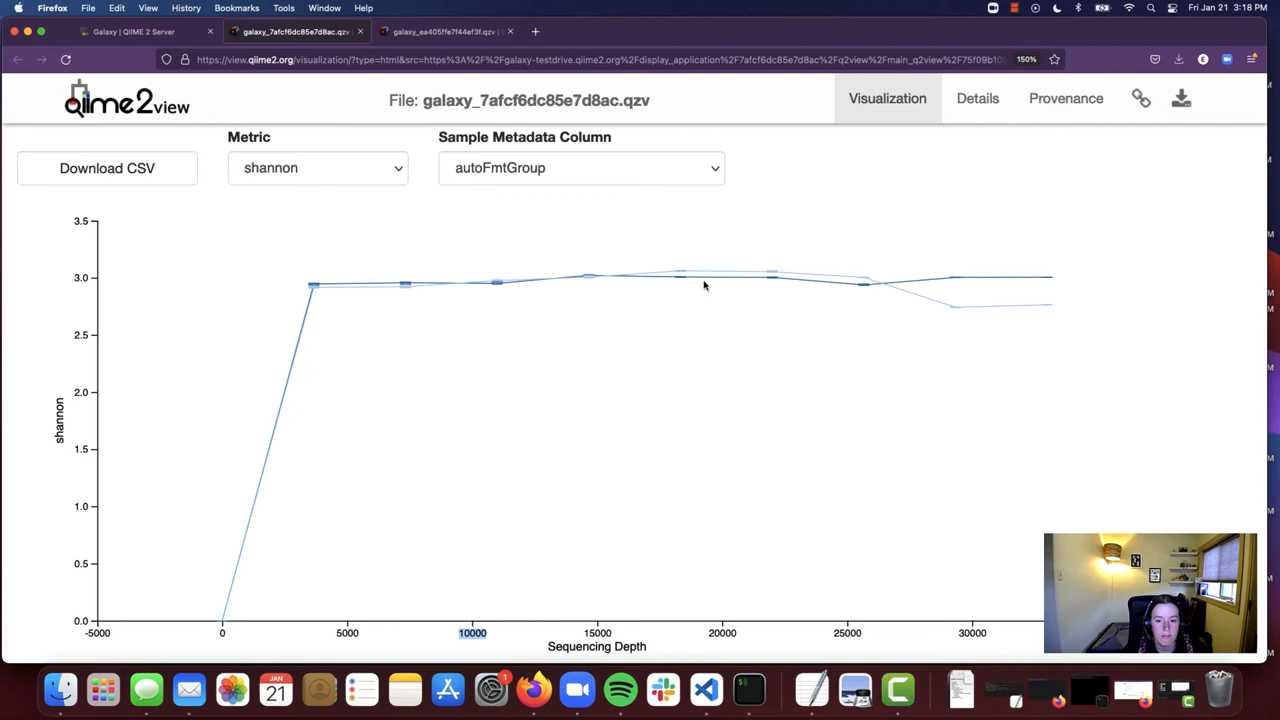 Firefox File Edit View History Bookmarks Tools Window Help Fri Jan 21 3:18 PM
Galaxy | QIIME 2 Server galaxy_7afcf6dc85e7d8ac.qzv galaxy_ea405ffe7f44ef3f.qzv
150%
qiime2view File: galaxy_7afcf6dc85e7d8ac.qzv Visualization Details Provenance
Metric Sample Metadata Column
Download CSV shannon autoFmtGroup
3.5
3.0
2.5
2.0
1.5
1.0
0.5
0.0
shannon
-5000 0 5000 10000 15000 20000 25000 30000
Sequencing Depth
JAN
21
1